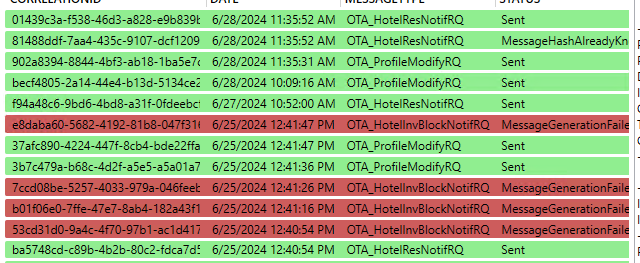 CORRELATIONID DATE MESSAGETYPE STATUS
01439c3a-f538-46d3-a828-e9b839b 6/28/2024 11:35:52 AM OTA_HotelResNotifRQ Sent
81488ddf-7aa4-435c-9107-dcf1209 6/28/2024 11:35:52 AM OTA_HotelResNotifRQ MessageHashAlreadyKn
902a8394-8844-4bf3-ab18-1ba5e7c 6/28/2024 11:35:31 AM OTA_ProfileModifyRQ Sent
becf4805-2a14-44e4-b13d-5134ce2 6/28/2024 10:09:16 AM OTA_ProfileModifyRQ Sent
f94a48c6-9bd6-4bd8-a31f-0fdeebc 6/27/2024 10:52:00 AM OTA_HotelResNotifRQ Sent
e8daba60-5682-4192-81b8-047f31 6/25/2024 12:41:47 PM OTA_HotelInvBlockNotifRQ MessageGenerationFaile
37afc890-4224-447f-8cb4-bde22ffa 6/25/2024 12:41:47 PM OTA_ProfileModifyRQ Sent
3b7c479a-b68c-4d2f-a5e5-a5a01a7 6/25/2024 12:41:36 PM OTA_ProfileModifyRQ Sent
7ccd08be-5257-4033-979a-046feeb 6/25/2024 12:41:26 PM OTA_HotelInvBlockNotifRQ MessageGenerationFaile
b01f06e0-7ffe-47e7-8ab4-182a43f1 6/25/2024 12:41:16 PM OTA_HotelInvBlockNotifRQ MessageGenerationFaile
53cd31d0-9a4c-4f70-97b1-ac1d417 6/25/2024 12:40:54 PM OTA_HotelInvBlockNotifRQ MessageGenerationFaile
ba5748cd-c89b-4b2b-80c2-fdca7d5 6/25/2024 12:40:54 PM OTA_HotelResNotifRQ Sent